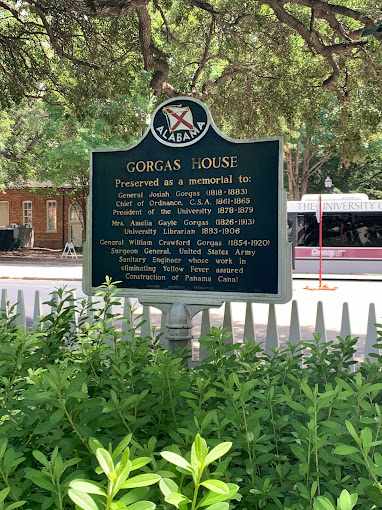 ALABAMA
GORGAS HOUSE
Preserved as a memorial to:
General Josiah Gorgas (1818-1883)
Chief of Ordnance, C.S.A. 1861-1865
President of the University 1878-1879
Mrs. Amelia Gayle Gorgas (1826-1913)
University Librarian 1883-1906
General William Crawford Gorgas (1854-1920)
Surgeon General, United States Army
Sanitary Engineer whose work in
eliminating Yellow Fever assured
Construction of Panama Canal
THE UNIVERSITY OF